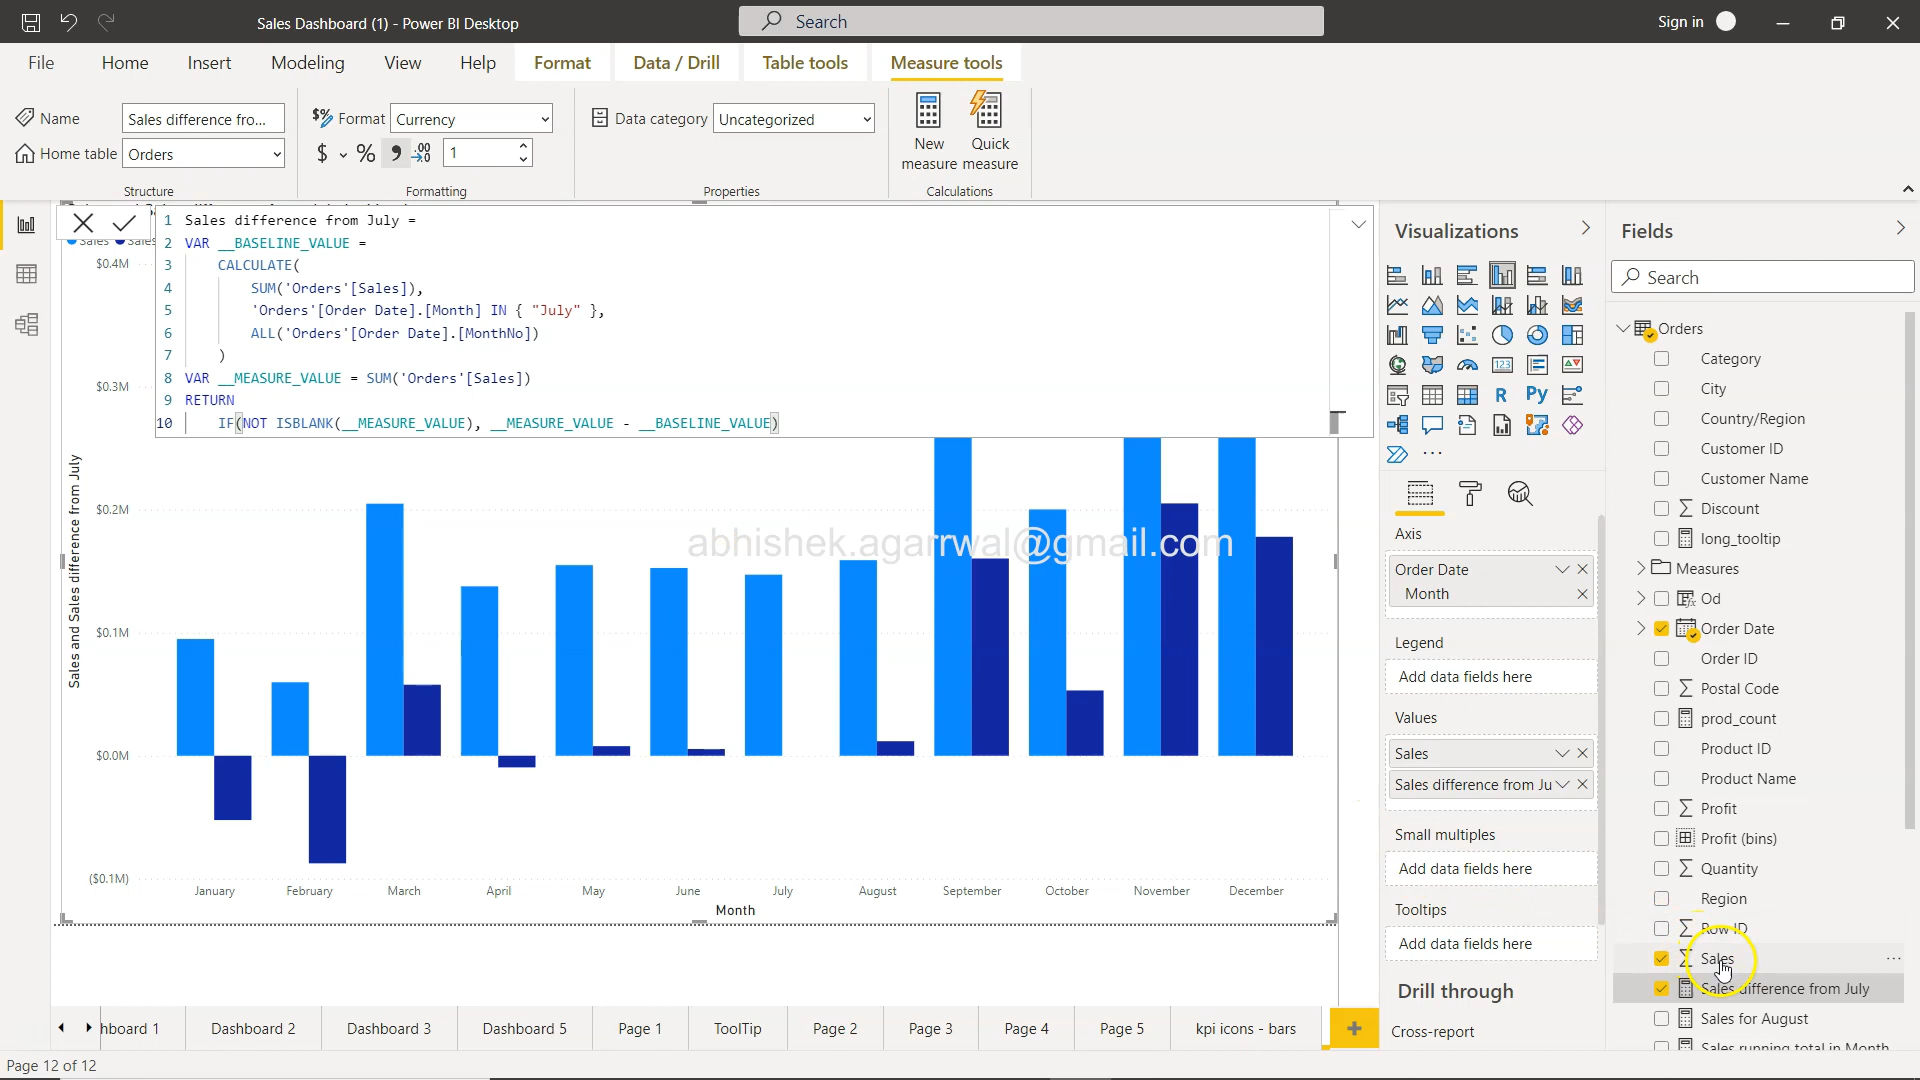 Sales Dashboard (1) - Power BI Desktop
Search
Sign in
File
Home
Insert
Modeling
View
Help
Format
Data / Drill
Table tools
Measure tools
Name
Sales difference fro...
Home table
Orders
Structure
Format
Currency
$
%
1
Formatting
Data category
Uncategorized
Properties
New measure
Quick measure
Calculations
1 Sales difference from July =
2 VAR __BASELINE_VALUE =
3 CALCULATE(
4 SUM('Orders'[Sales]),
5 'Orders'[Order Date].[Month] IN { "July" },
6 ALL('Orders'[Order Date].[MonthNo])
7 )
8 VAR __MEASURE_VALUE = SUM('Orders'[Sales])
9 RETURN
10 IF(NOT ISBLANK(__MEASURE_VALUE), __MEASURE_VALUE - __BASELINE_VALUE)
$0.4M
$0.3M
$0.2M
$0.1M
$0.0M
($0.1M)
Sales and Sales difference from July
January
February
March
April
May
June
July
August
September
October
November
December
Month
abhishek.agarrwal@gmail.com
Visualizations
R
Py
Axis
Order Date
Month
Legend
Add data fields here
Values
Sales
Sales difference from Ju
Small multiples
Add data fields here
Tooltips
Add data fields here
Drill through
Cross-report
Fields
Search
Orders
Category
City
Country/Region
Customer ID
Customer Name
Discount
long_tooltip
Measures
Od
Order Date
Order ID
Postal Code
prod_count
Product ID
Product Name
Profit
Profit (bins)
Quantity
Region
Row ID
Sales
Sales difference from July
Sales for August
Sales running total in Month
hboard 1
Dashboard 2
Dashboard 3
Dashboard 5
Page 1
ToolTip
Page 2
Page 3
Page 4
Page 5
kpi icons - bars
Page 12 of 12